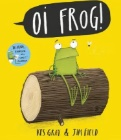 OI FROG!
KES GRAY & JIM FIELD